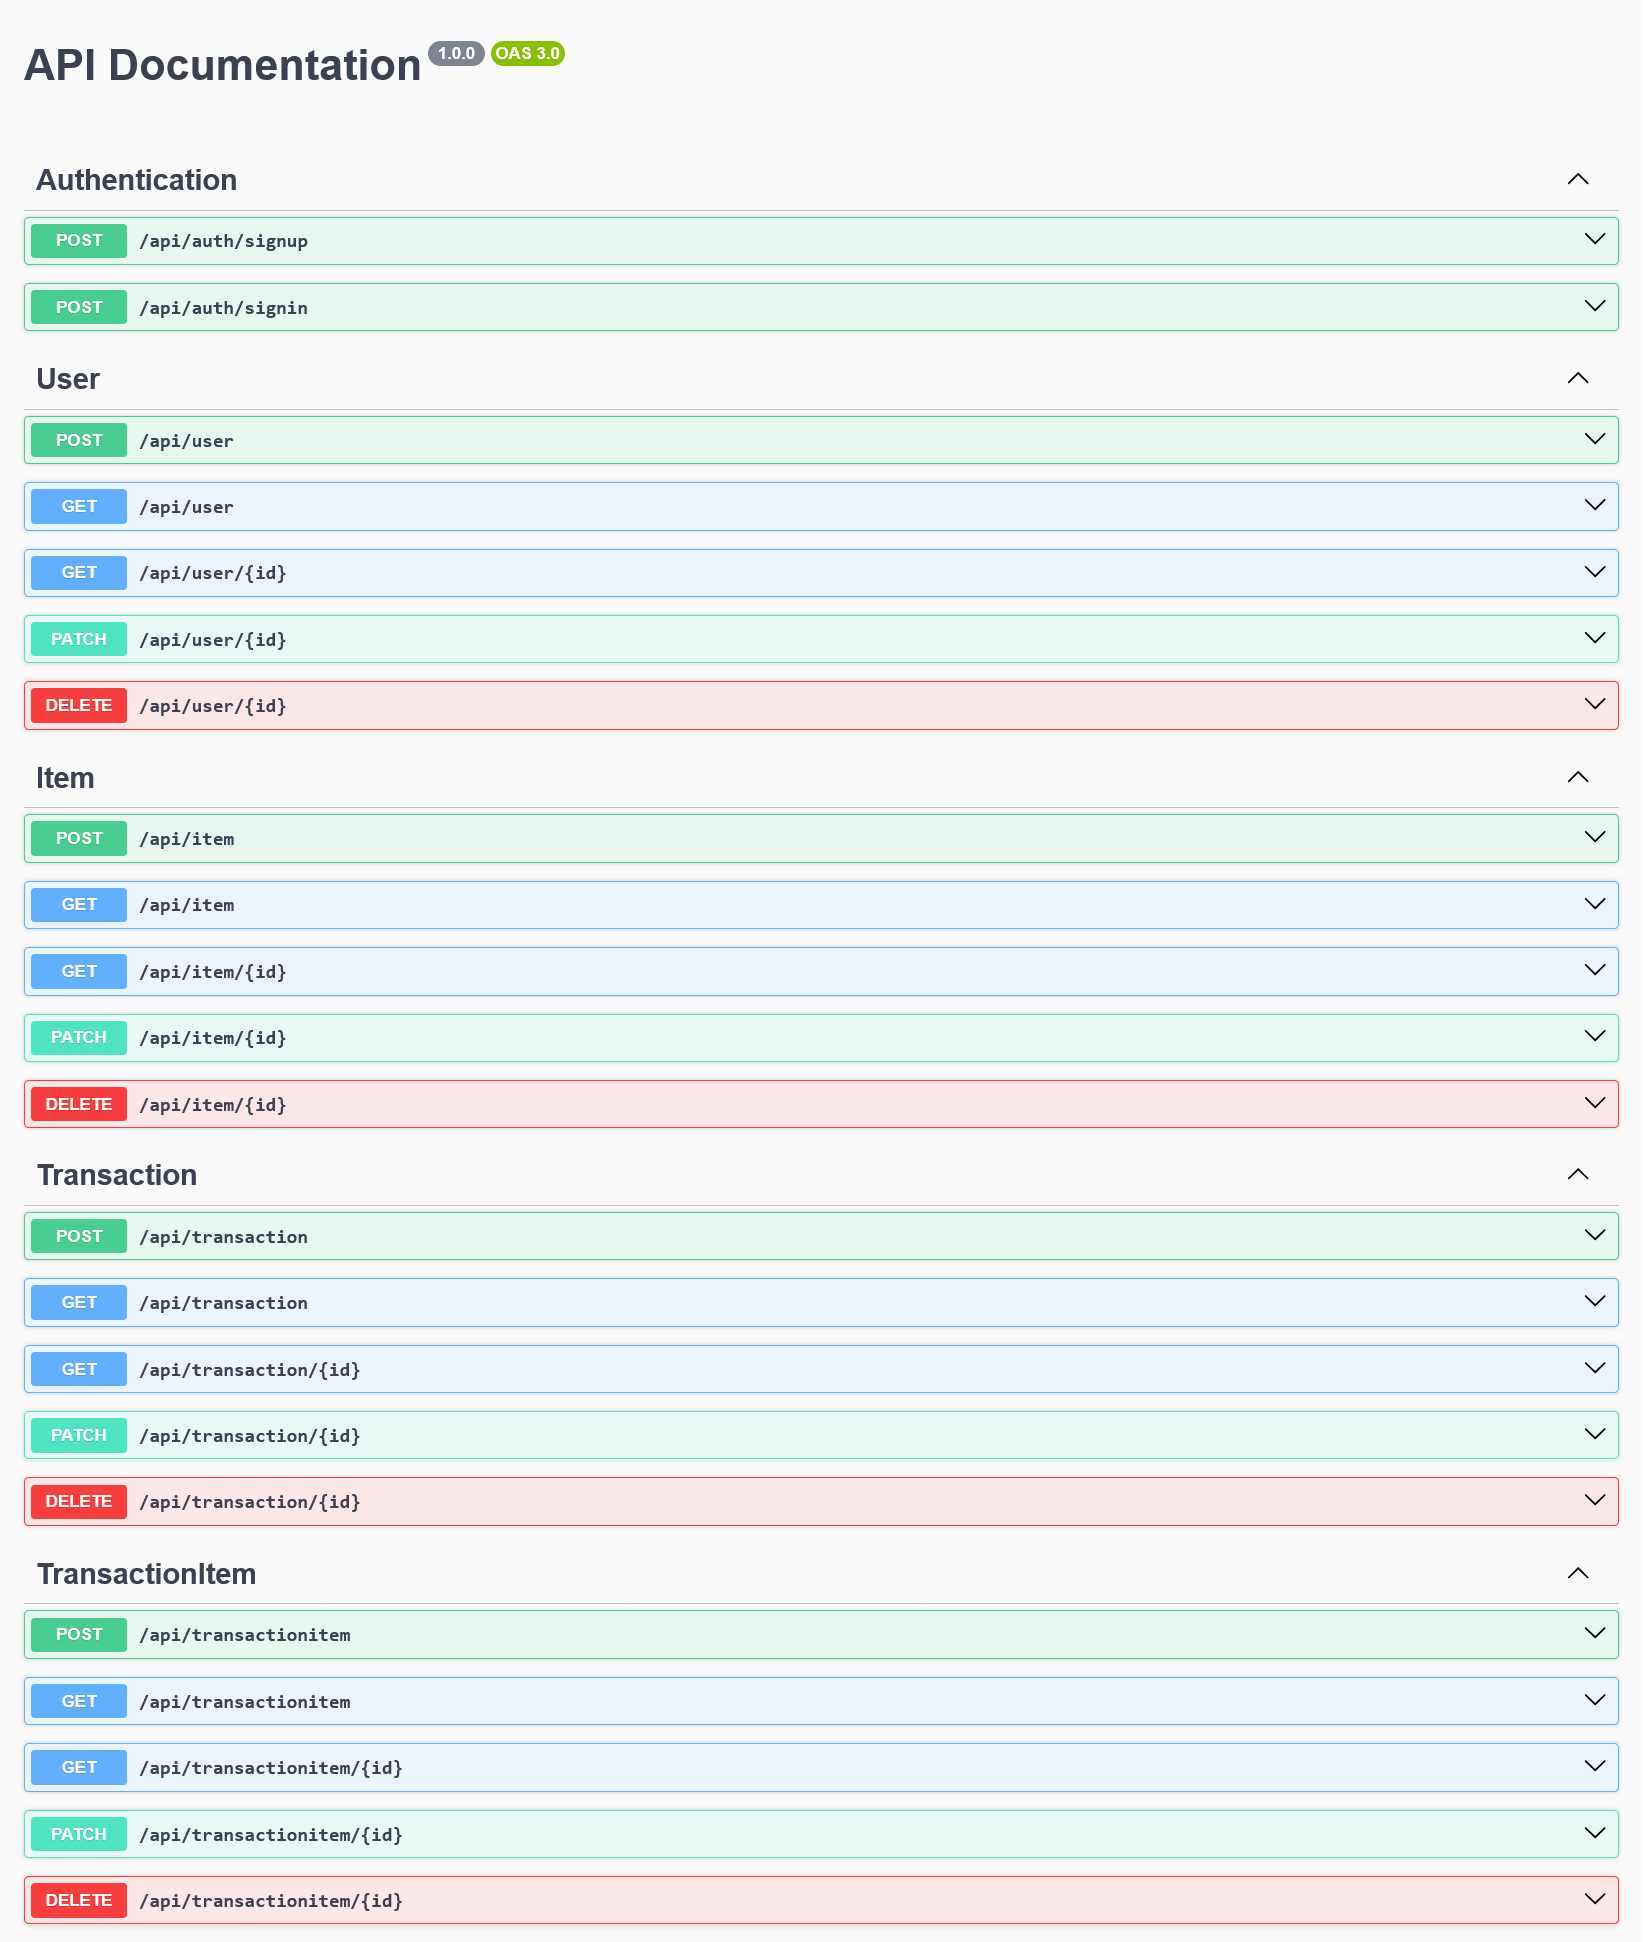 API Documentation 1.0.0 OAS 3.0
Authentication
POST /api/auth/signup
POST /api/auth/signin
User
POST /api/user
GET /api/user
GET /api/user/{id}
PATCH /api/user/{id}
DELETE /api/user/{id}
Item
POST /api/item
GET /api/item
GET /api/item/{id}
PATCH /api/item/{id}
DELETE /api/item/{id}
Transaction
POST /api/transaction
GET /api/transaction
GET /api/transaction/{id}
PATCH /api/transaction/{id}
DELETE /api/transaction/{id}
TransactionItem
POST /api/transactionitem
GET /api/transactionitem
GET /api/transactionitem/{id}
PATCH /api/transactionitem/{id}
DELETE /api/transactionitem/{id}